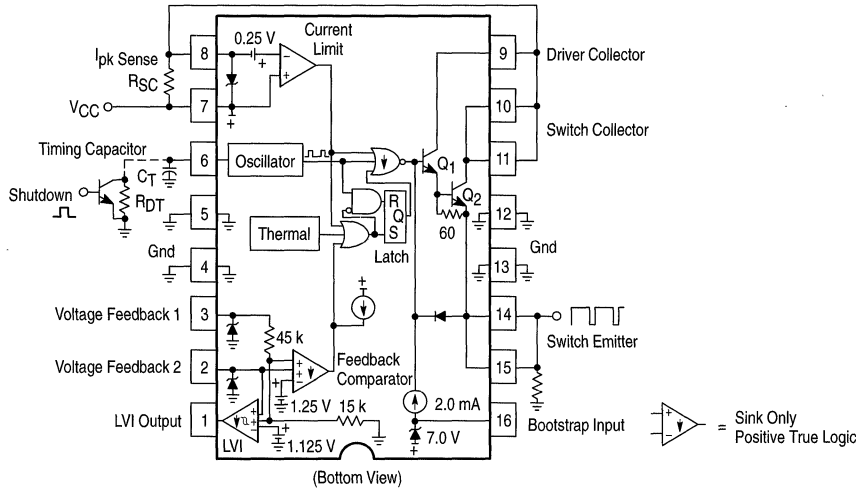 Current
Limit
0.25 V
Ipk Sense
8
RSC
VCC
7
9
Driver Collector
10
Switch Collector
Timing Capacitor
6
Oscillator
CT
11
Q1
Q2
Shutdown
RDT
5
R
Q
S
Latch
60
12
Thermal
Gnd
4
13
Gnd
Voltage Feedback 1
3
45 k
14
Switch Emitter
Voltage Feedback 2
2
Feedback
Comparator
15
1.25 V
15 k
2.0 mA
LVI Output
1
LVI
1.125 V
7.0 V
16
Bootstrap Input
(Bottom View)
= Sink Only
Positive True Logic